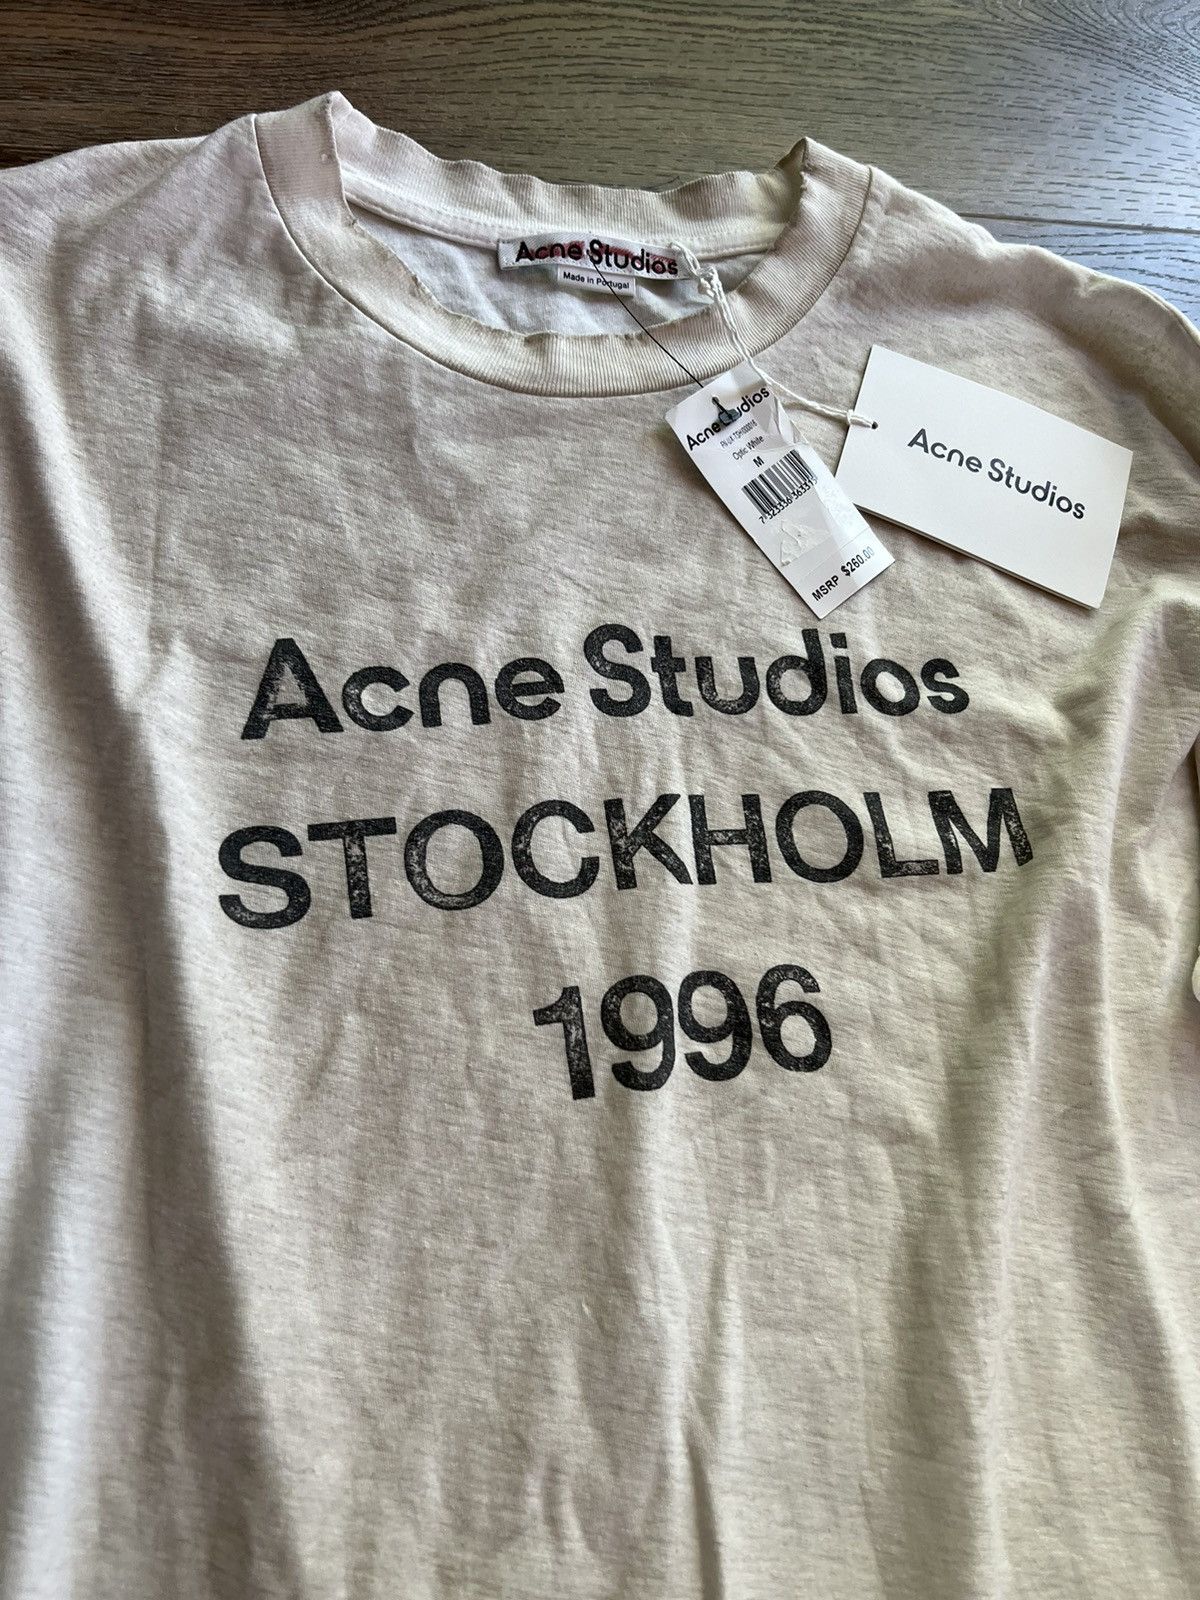 Acne Studios
Made in Portugal
Acne Studios
Optic White
M
MSRP $260.00
Acne Studios
Acne Studios
STOCKHOLM
1996